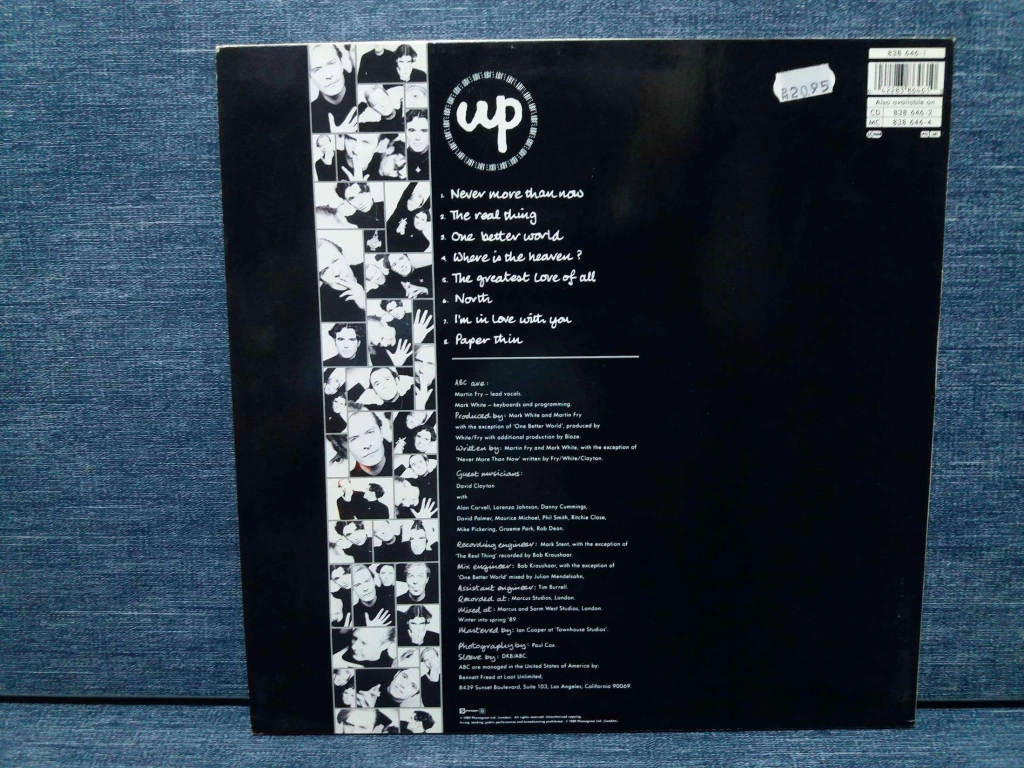 up
1. Never more than now
2. The real thing
3. One better world
4. Where is the heaven?
5. The greatest Love of all
6. North
7. I'm in Love with you
8. Paper thin
ABC are:
Martin Fry – lead vocals.
Mark White – keyboards and programming.
Produced by: Mark White and Martin Fry
with the exception of 'One Better World', produced by
White/Fry with additional production by Blaze.
Written by: Martin Fry and Mark White, with the exception of
'Never More Than Now' written by Fry/White/Clayton.
Guest musicians:
David Clayton
with
Alan Carvell, Lorenza Johnson, Danny Cummings,
David Palmer, Maurice Michael, Phil Smith, Ritchie Close,
Mike Pickering, Graeme Park, Rob Dean.
Recording engineer: Mark Stent, with the exception of
'The Real Thing' recorded by Bob Kraushaar.
Mix engineer: Bob Kraushaar, with the exception of
'One Better World' mixed by Julian Mendelsohn.
Assistant engineer: Tim Burrell.
Recorded at: Marcus Studios, London.
Mixed at: Marcus and Sarm West Studios, London.
Winter into spring '89.
Mastered by: Ian Cooper at 'Townhouse Studios'.
Photography by: Paul Cox.
Sleeve by: DKB/ABC.
ABC are managed in the United States of America by:
Bennett Freed at Loot Unlimited,
8439 Sunset Boulevard, Suite 103, Los Angeles, California 90069.
42095
838 646-1
Also available on
CD 838 646-2
MC 838 646-4